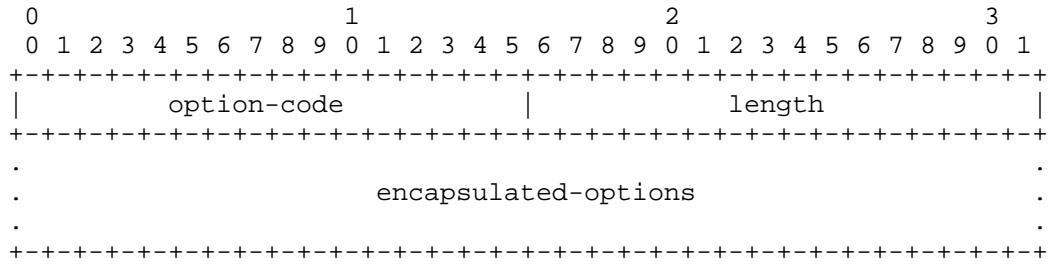 0                   1                   2                   3
 0 1 2 3 4 5 6 7 8 9 0 1 2 3 4 5 6 7 8 9 0 1 2 3 4 5 6 7 8 9 0 1
+-+-+-+-+-+-+-+-+-+-+-+-+-+-+-+-+-+-+-+-+-+-+-+-+-+-+-+-+-+-+-+-+
|         option-code           |            length             |
+-+-+-+-+-+-+-+-+-+-+-+-+-+-+-+-+-+-+-+-+-+-+-+-+-+-+-+-+-+-+-+-+
.                                                               .
.                      encapsulated-options                     .
.                                                               .
+-+-+-+-+-+-+-+-+-+-+-+-+-+-+-+-+-+-+-+-+-+-+-+-+-+-+-+-+-+-+-+-+